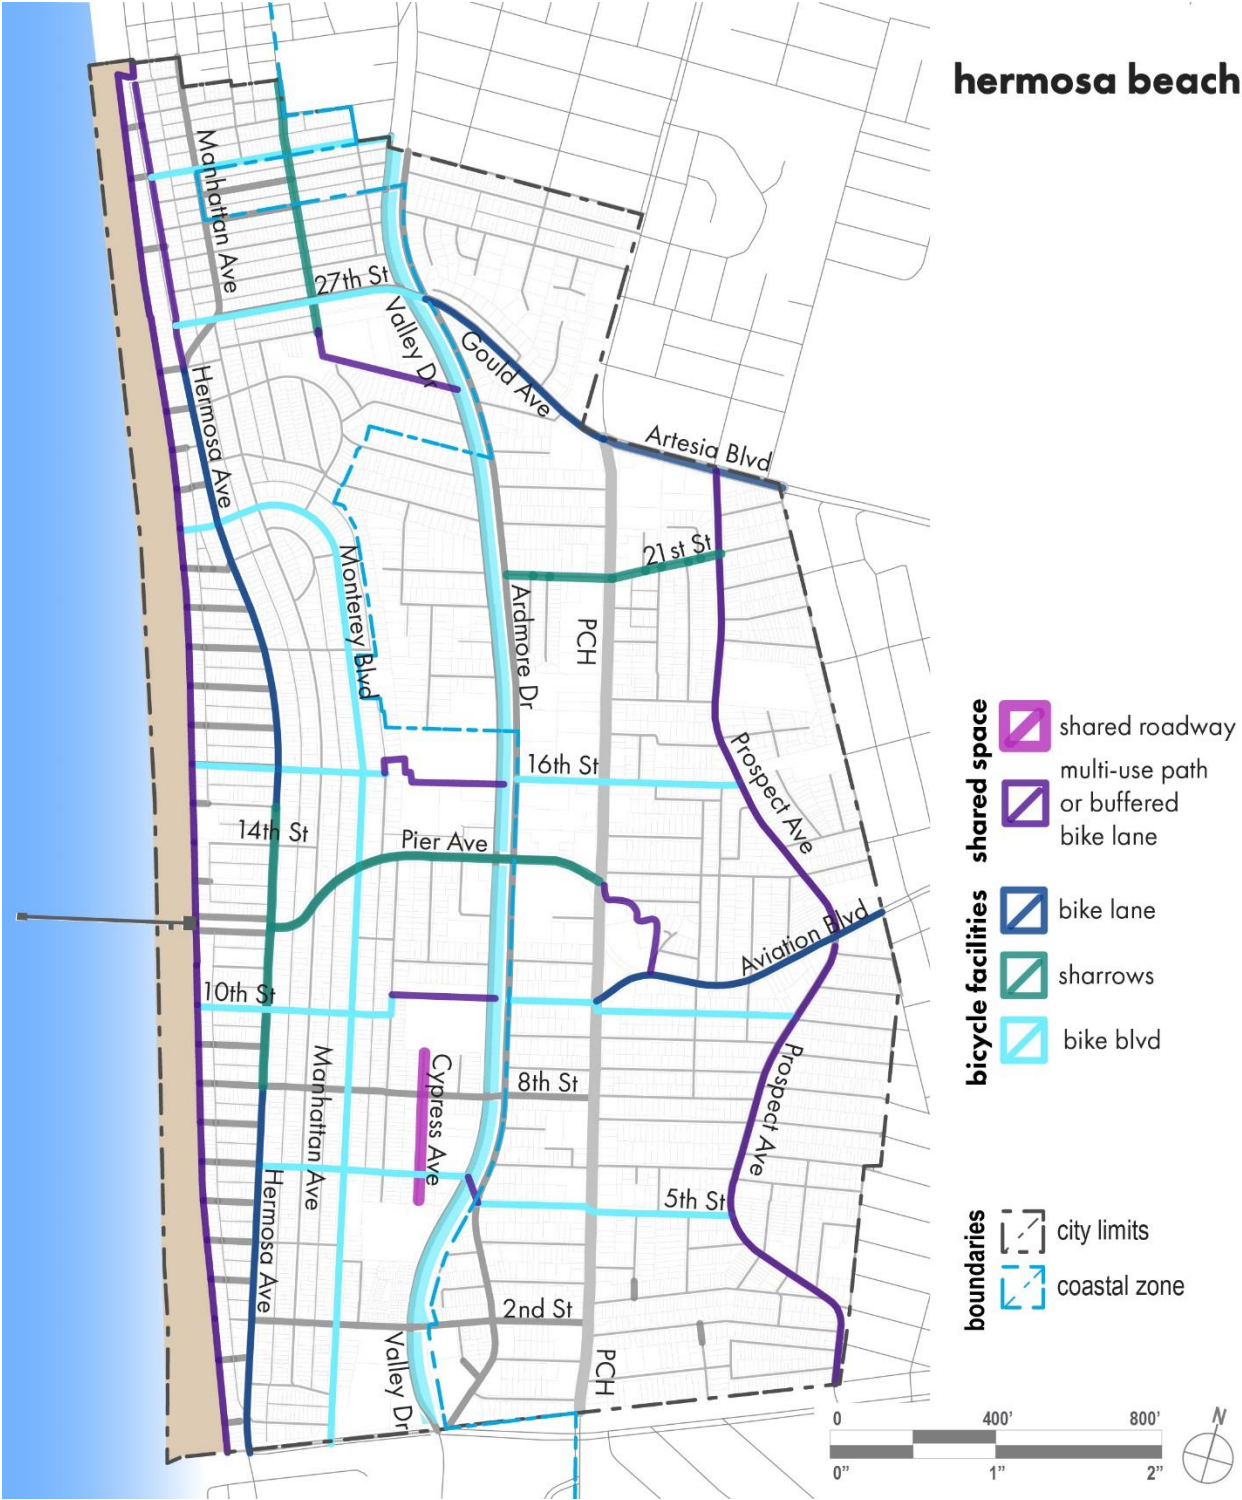 hermosa beach
Manhattan Ave
27th St
Valley Dr
Gould Ave
Hermosa Ave
Artesia Blvd
21st St
Monterey Blvd
Ardmore Dr
PCH
shared space
shared roadway
multi-use path
or buffered
bike lane
Prospect Ave
16th St
14th St
Pier Ave
bicycle facilities
bike lane
sharrows
bike blvd
Aviation Blvd
10th St
Manhattan Ave
Cypress Ave
8th St
Prospect Ave
Hermosa Ave
5th St
boundaries
city limits
coastal zone
2nd St
Valley Dr
PCH
0 400' 800'
0" 1" 2"
N